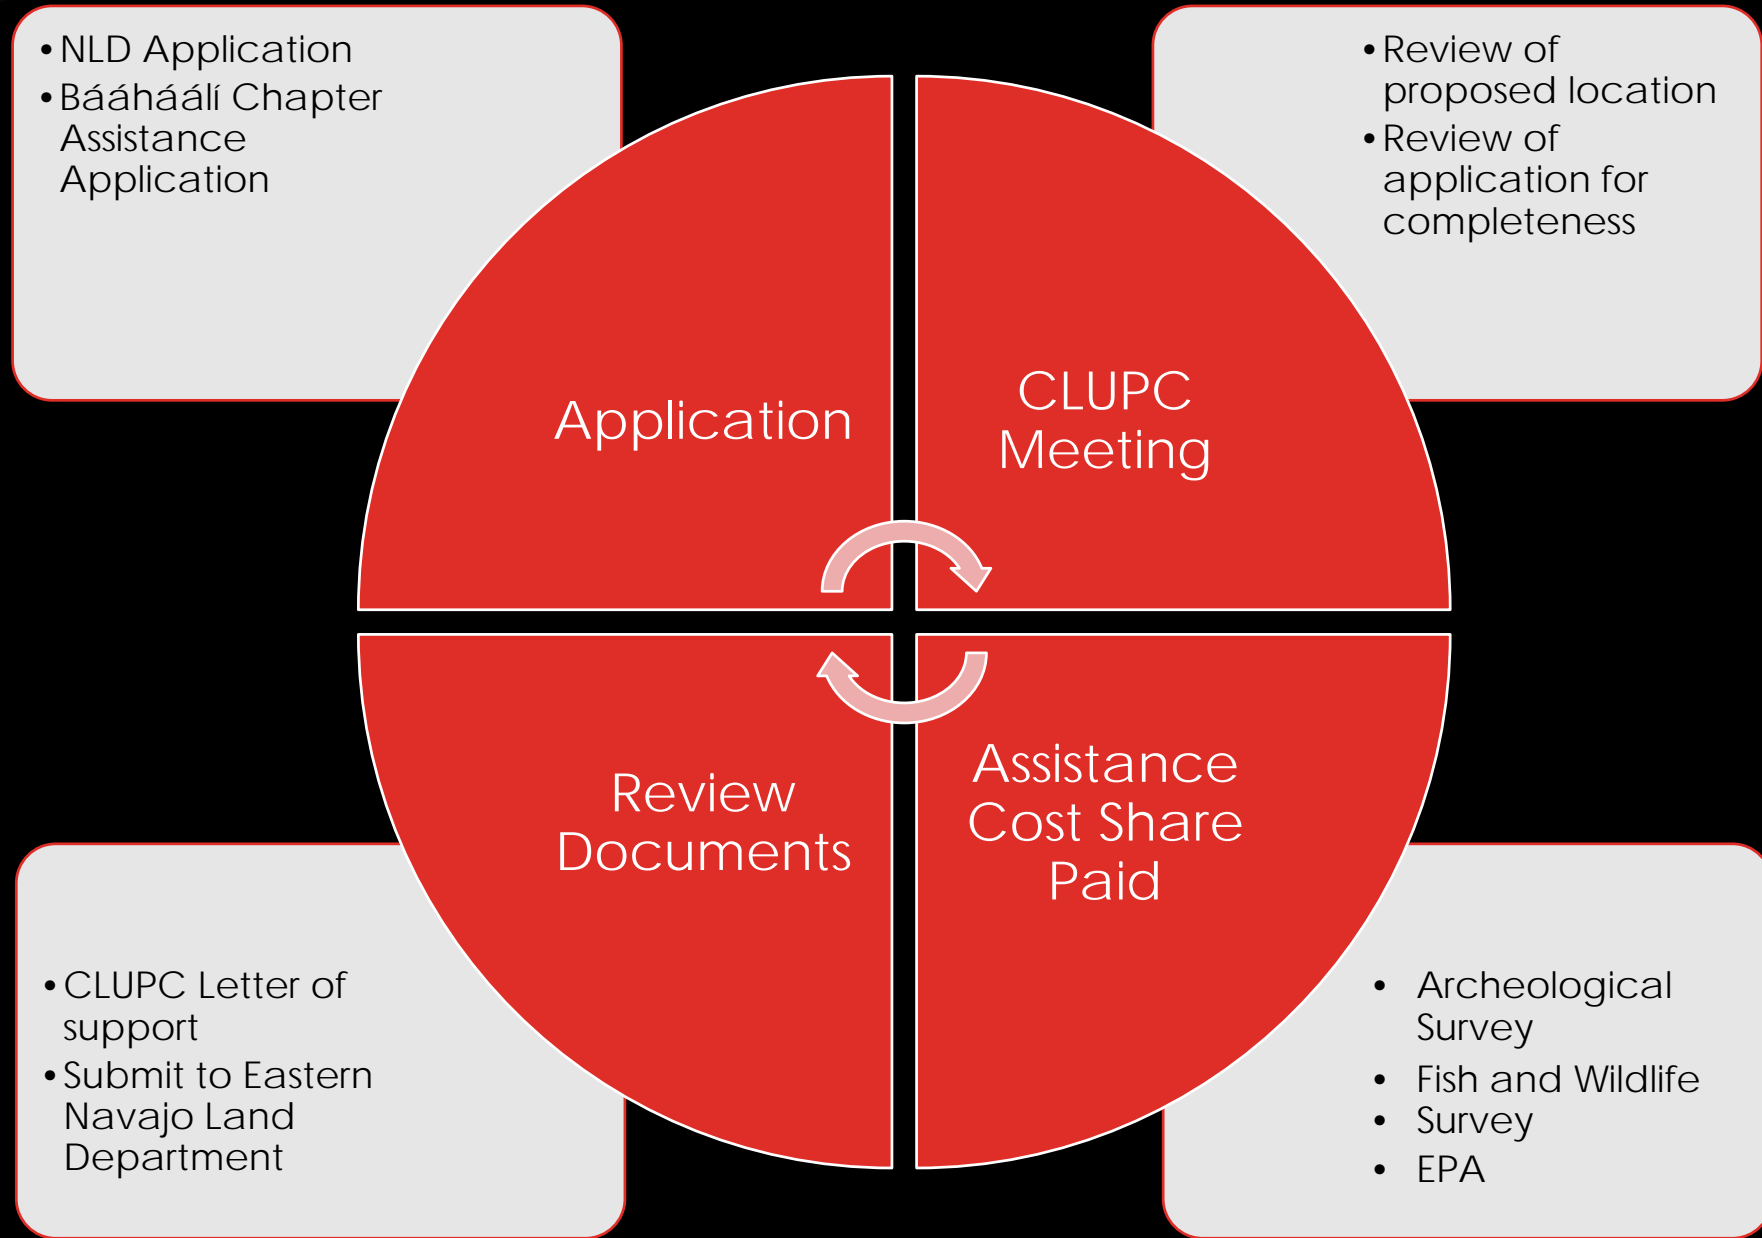 • NLD Application
• Bááháálí Chapter
Assistance
Application
Application
CLUPC
Meeting
• Review of
proposed location
• Review of
application for
completeness
Assistance
Cost Share
Paid
• Archeological
Survey
• Fish and Wildlife
• Survey
• EPA
Review
Documents
• CLUPC Letter of
support
• Submit to Eastern
Navajo Land
Department